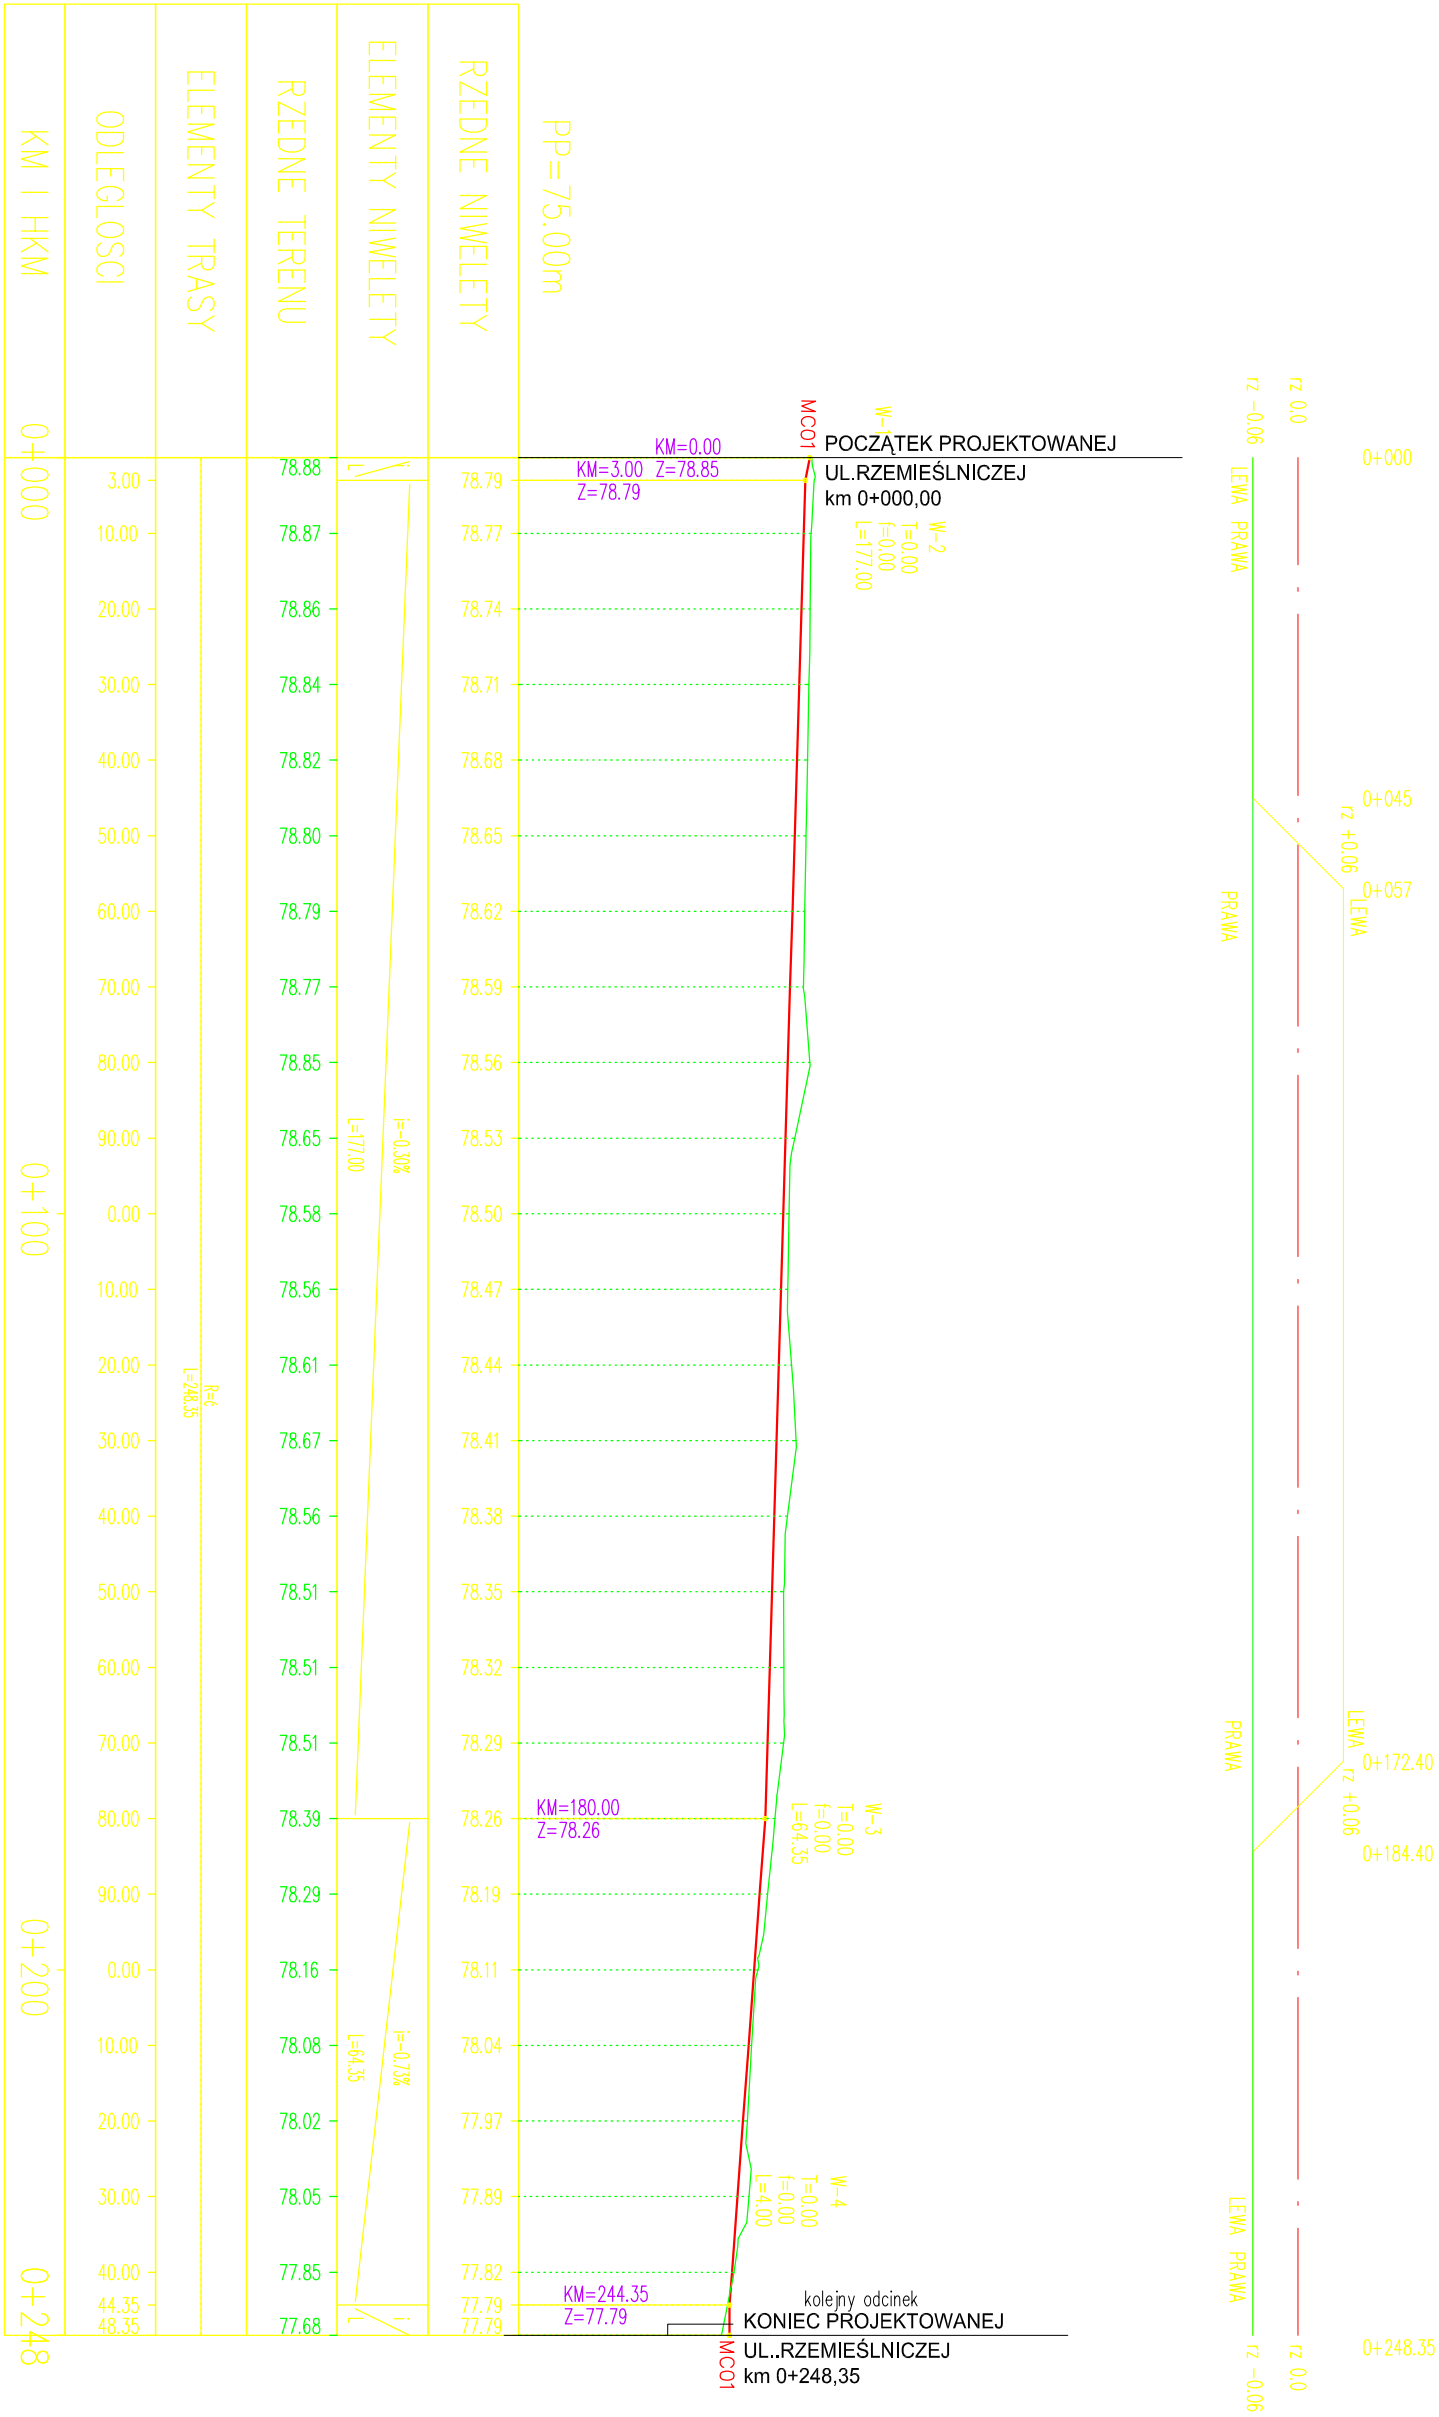 PP=75.00m
RZEDNE NIWELETY
ELEMENTY NIWELETY
RZEDNE TERENU
ELEMENTY TRASY
ODLEGLOSCI
KM I HKM
rz 0.0
rz -0.06
0+000
LEWA PRAWA
0+045
rz +0.06
0+057
LEWA
PRAWA
LEWA
0+172.40
rz +0.06
PRAWA
0+184.40
LEWA PRAWA
0+248.35
rz 0.0
rz -0.06
MC01
W-1
POCZĄTEK PROJEKTOWANEJ
UL.RZEMIEŚLNICZEJ
km 0+000,00
KM=0.00
Z=78.85
KM=3.00
Z=78.79
W-2
T=0.00
f=0.00
L=177.00
KM=180.00
Z=78.26
W-3
T=0.00
f=0.00
L=64.35
W-4
T=0.00
f=0.00
L=4.00
KM=244.35
Z=77.79
kolejny odcinek
KONIEC PROJEKTOWANEJ
UL..RZEMIEŚLNICZEJ
km 0+248,35
MC01
78.79
78.77
78.74
78.71
78.68
78.65
78.62
78.59
78.56
78.53
78.50
78.47
78.44
78.41
78.38
78.35
78.32
78.29
78.26
78.19
78.11
78.04
77.97
77.89
77.82
77.79
77.79
i=-0.30%
L=177.00
i=-0.73%
L=64.35
78.88
78.87
78.86
78.84
78.82
78.80
78.79
78.77
78.85
78.65
78.58
78.56
78.61
78.67
78.56
78.51
78.51
78.51
78.39
78.29
78.16
78.08
78.02
78.05
77.85
77.68
L=248.35
3.00
10.00
20.00
30.00
40.00
50.00
60.00
70.00
80.00
90.00
0.00
10.00
20.00
30.00
40.00
50.00
60.00
70.00
80.00
90.00
0.00
10.00
20.00
30.00
40.00
44.35
48.35
0+000
0+100
0+200
0+248